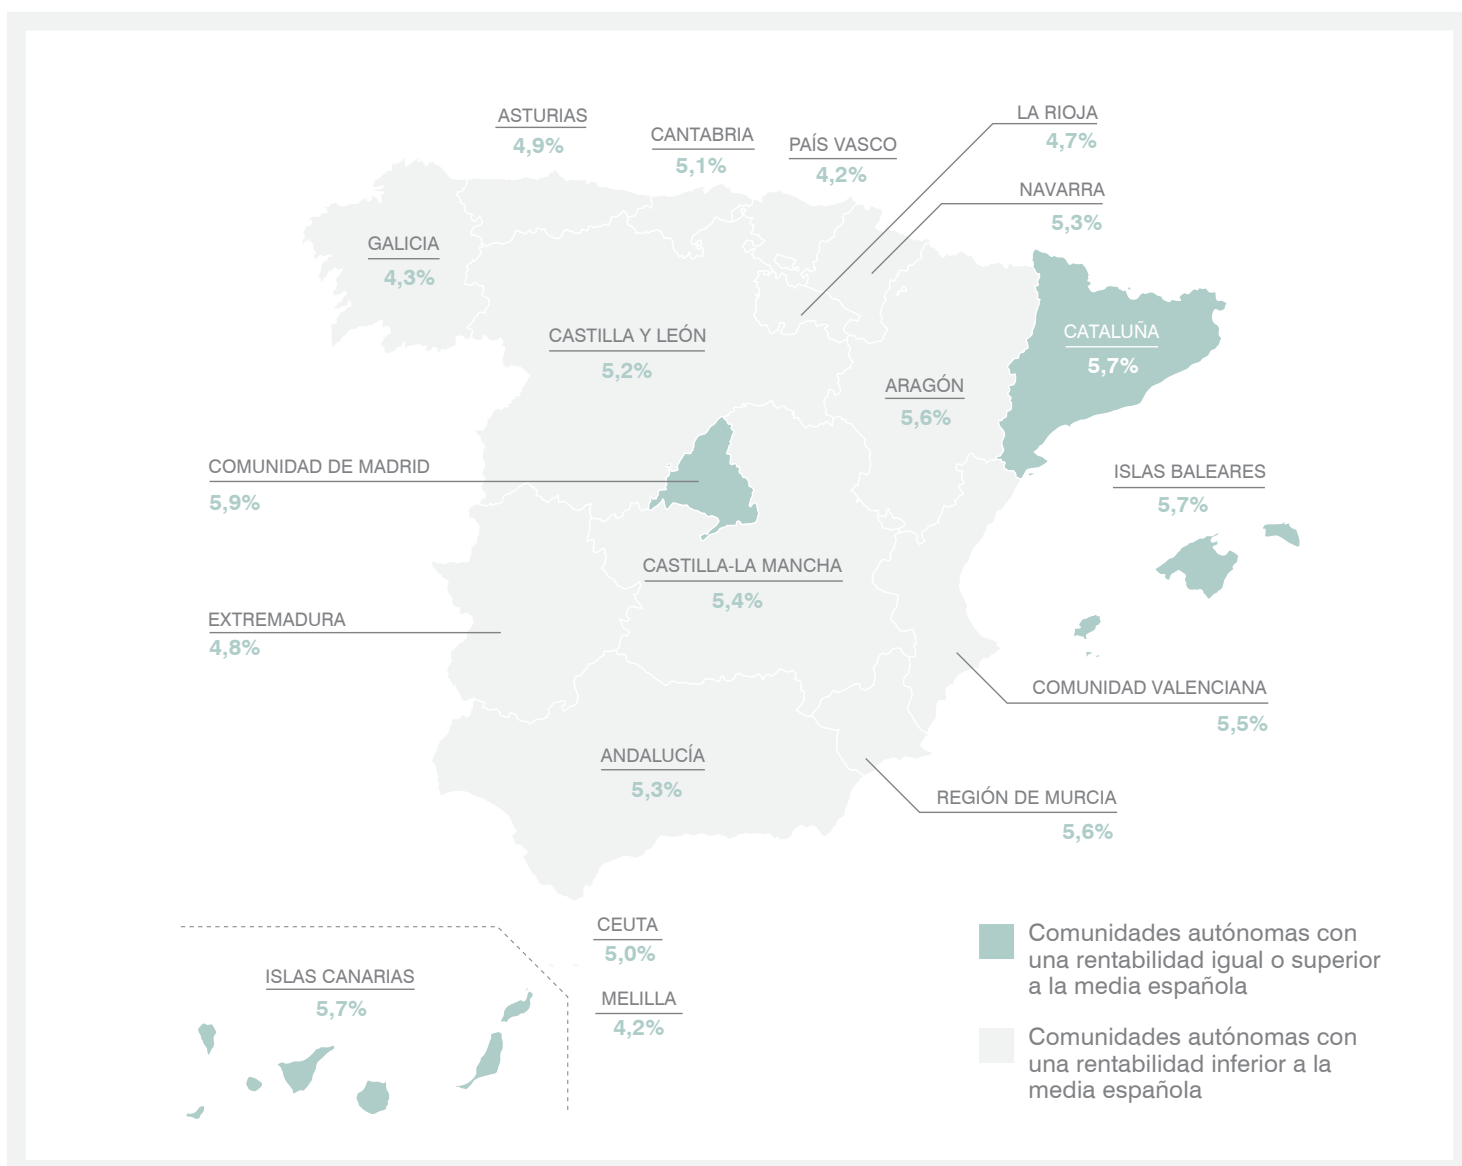 ASTURIAS
4,9%
CANTABRIA
5,1%
PAÍS VASCO
4,2%
LA RIOJA
4,7%
NAVARRA
5,3%
GALICIA
4,3%
CASTILLA Y LEÓN
5,2%
CATALUÑA
5,7%
ARAGÓN
5,6%
COMUNIDAD DE MADRID
5,9%
ISLAS BALEARES
5,7%
CASTILLA-LA MANCHA
5,4%
EXTREMADURA
4,8%
COMUNIDAD VALENCIANA
5,5%
ANDALUCÍA
5,3%
REGIÓN DE MURCIA
5,6%
CEUTA
5,0%
ISLAS CANARIAS
5,7%
MELILLA
4,2%
Comunidades autónomas con
una rentabilidad igual o superior
a la media española
Comunidades autónomas con
una rentabilidad inferior a la
media española